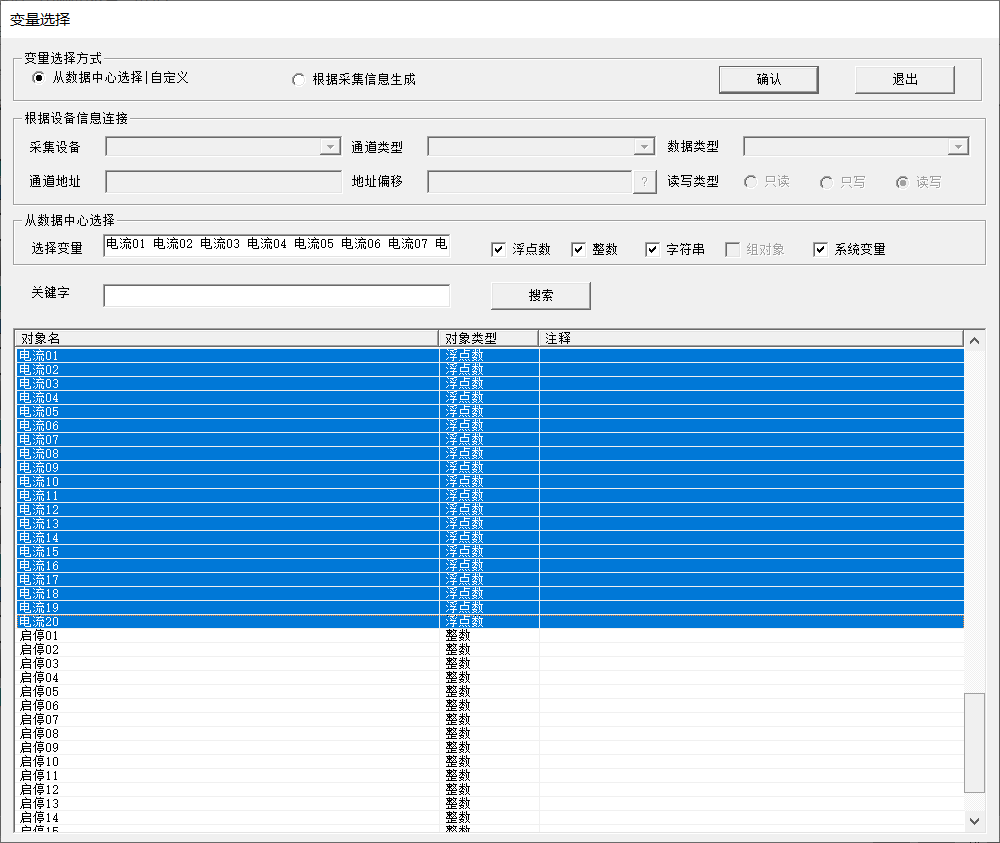 变量选择
变量选择方式
从数据中心选择|自定义 根据采集信息生成 确认 退出
根据设备信息连接
采集设备 通道类型 数据类型
通道地址 地址偏移 ? 读写类型 只读 只写 读写
从数据中心选择
选择变量 电流01 电流02 电流03 电流04 电流05 电流06 电流07 电 浮点数 整数 字符串 组对象 系统变量
关键字 搜索
对象名 对象类型 注释
电流01 浮点数
电流02 浮点数
电流03 浮点数
电流04 浮点数
电流05 浮点数
电流06 浮点数
电流07 浮点数
电流08 浮点数
电流09 浮点数
电流10 浮点数
电流11 浮点数
电流12 浮点数
电流13 浮点数
电流14 浮点数
电流15 浮点数
电流16 浮点数
电流17 浮点数
电流18 浮点数
电流19 浮点数
电流20 浮点数
启停01 整数
启停02 整数
启停03 整数
启停04 整数
启停05 整数
启停06 整数
启停07 整数
启停08 整数
启停09 整数
启停10 整数
启停11 整数
启停12 整数
启停13 整数
启停14 整数
启停15 整数